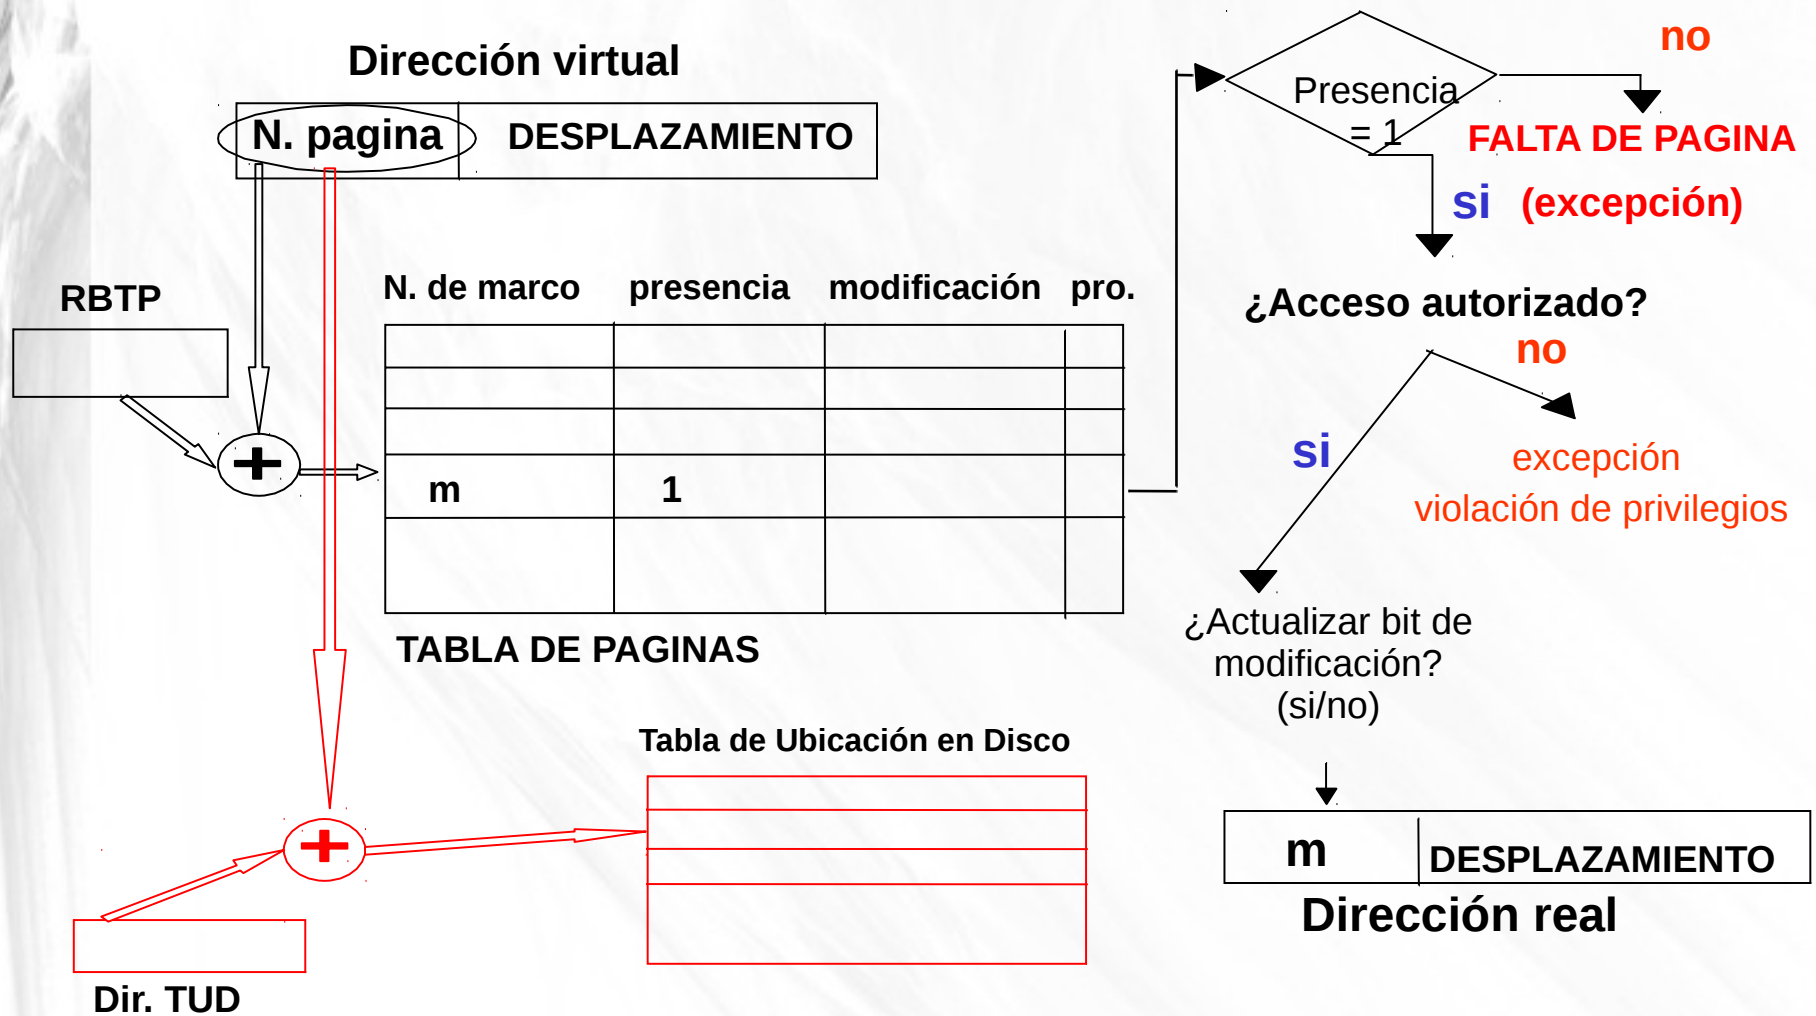 Dirección virtual
N. pagina
DESPLAZAMIENTO
RBTP
+
N. de marco presencia modificación pro.
m 1
TABLA DE PAGINAS
Tabla de Ubicación en Disco
+
Dir. TUD
Presencia
= 1
no
FALTA DE PAGINA
(excepción)
si
¿Acceso autorizado?
no
si
excepción
violación de privilegios
¿Actualizar bit de
modificación?
(si/no)
m
DESPLAZAMIENTO
Dirección real